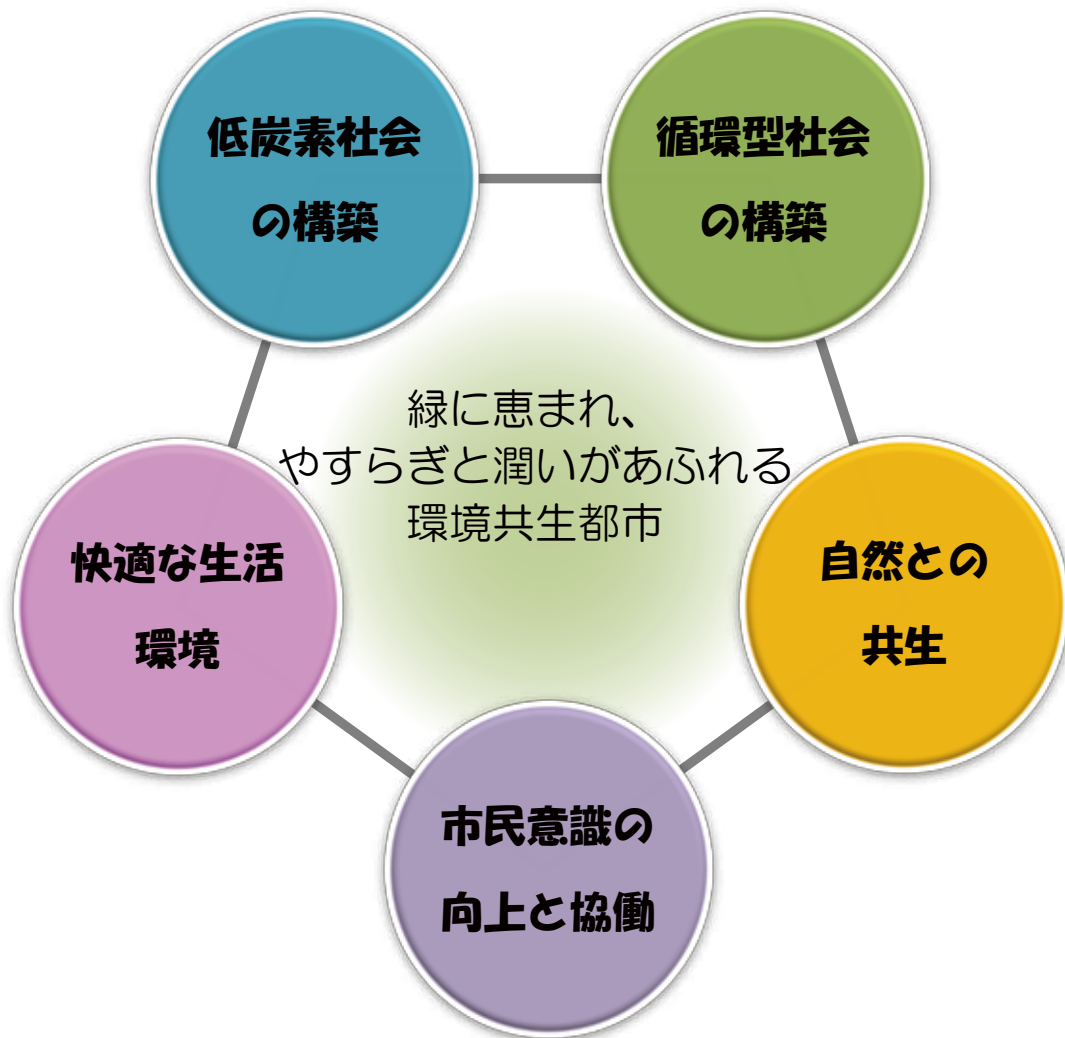 低炭素社会
の構築
循環型社会
の構築
緑に恵まれ、
やすらぎと潤いがあふれる
環境共生都市
快適な生活
環境
自然との
共生
市民意識の
向上と協働